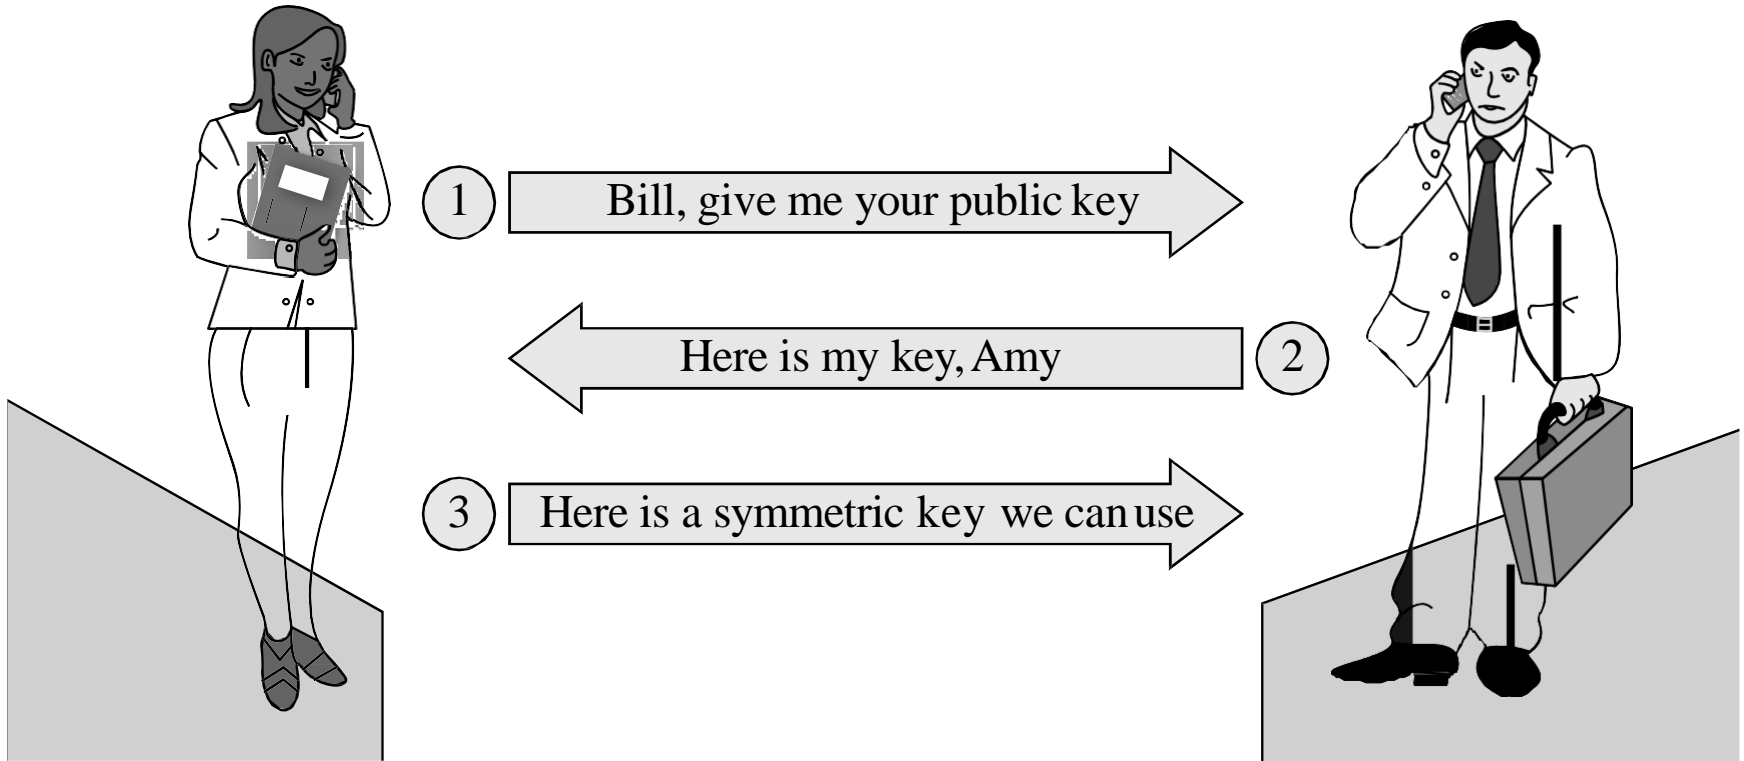 1
Bill, give me your public key
Here is my key, Amy
2
3
Here is a symmetric key we can use